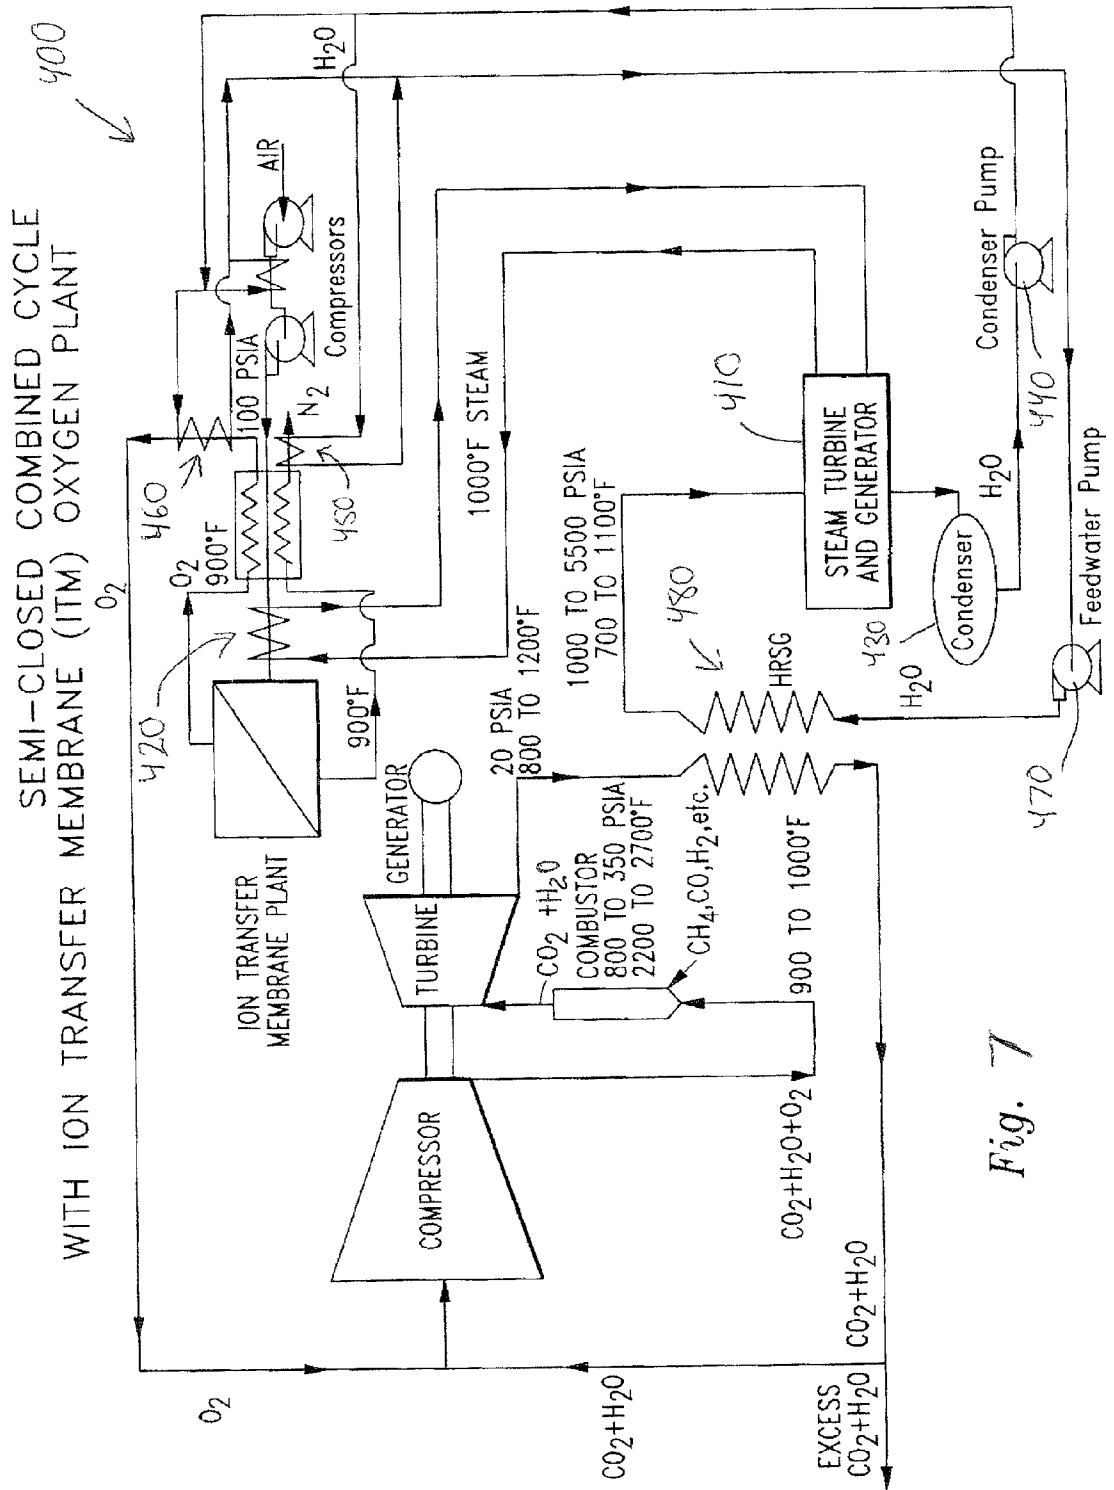 SEMI-CLOSED COMBINED CYCLE
WITH ION TRANSFER MEMBRANE (ITM) OXYGEN PLANT
400
O2
O2
CO2+H2O
EXCESS
CO2+H2O
CO2+H2O
COMPRESSOR
CO2+H2O+O2
TURBINE
GENERATOR
CO2 +H2O
COMBUSTOR
800 TO 350 PSIA
2200 TO 2700°F
CH4,CO,H2,etc.
900 TO 1000°F
ION TRANSFER
MEMBRANE PLANT
420
900°F
O2
900°F
460
450
100 PSIA
N2
Compressors
AIR
H2O
1000°F STEAM
20 PSIA
800 TO 1200°F
1000 TO 5500 PSIA
700 TO 1100°F
480
HRSG
H2O
410
STEAM TURBINE
AND GENERATOR
430
Condenser
H2O
440
Condenser Pump
470
Feedwater Pump
Fig. 7